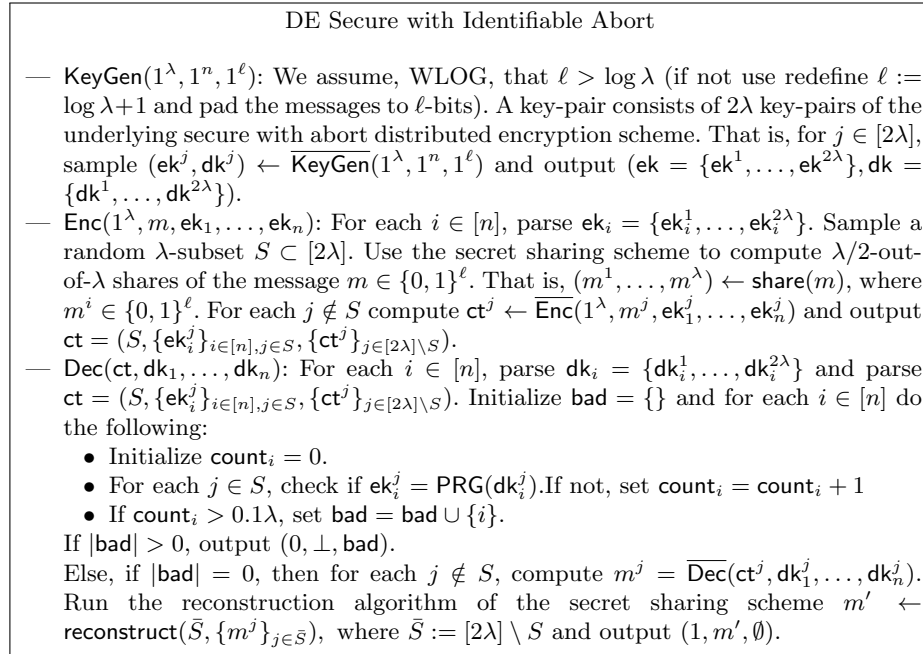 DE Secure with Identifiable Abort
— KeyGen(1^λ, 1^n, 1^ℓ): We assume, WLOG, that ℓ > log λ (if not use redefine ℓ :=
log λ+1 and pad the messages to ℓ-bits). A key-pair consists of 2λ key-pairs of the
underlying secure with abort distributed encryption scheme. That is, for j ∈ [2λ],
sample (ek^j, dk^j) ← \overline{KeyGen}(1^λ, 1^n, 1^ℓ) and output (ek = {ek^1, . . . , ek^{2λ}}, dk =
{dk^1, . . . , dk^{2λ}}).
— Enc(1^λ, m, ek_1, . . . , ek_n): For each i ∈ [n], parse ek_i = {ek_i^1, . . . , ek_i^{2λ}}. Sample a
random λ-subset S ⊂ [2λ]. Use the secret sharing scheme to compute λ/2-out-
of-λ shares of the message m ∈ {0, 1}^ℓ. That is, (m^1, . . . , m^λ) ← share(m), where
m^i ∈ {0, 1}^ℓ. For each j ∉ S compute ct^j ← \overline{Enc}(1^λ, m^j, ek_1^j, . . . , ek_n^j) and output
ct = (S, {ek_i^j}_{i∈[n],j∈S}, {ct^j}_{j∈[2λ]\S}).
— Dec(ct, dk_1, . . . , dk_n): For each i ∈ [n], parse dk_i = {dk_i^1, . . . , dk_i^{2λ}} and parse
ct = (S, {ek_i^j}_{i∈[n],j∈S}, {ct^j}_{j∈[2λ]\S}). Initialize bad = {} and for each i ∈ [n] do
the following:
• Initialize count_i = 0.
• For each j ∈ S, check if ek_i^j = PRG(dk_i^j).If not, set count_i = count_i + 1
• If count_i > 0.1λ, set bad = bad ∪ {i}.
If |bad| > 0, output (0, ⊥, bad).
Else, if |bad| = 0, then for each j ∉ S, compute m^j = \overline{Dec}(ct^j, dk_1^j, . . . , dk_n^j).
Run the reconstruction algorithm of the secret sharing scheme m′ ←
reconstruct(S̄, {m^j}_{j∈S̄}), where S̄ := [2λ] \ S and output (1, m′, ∅).